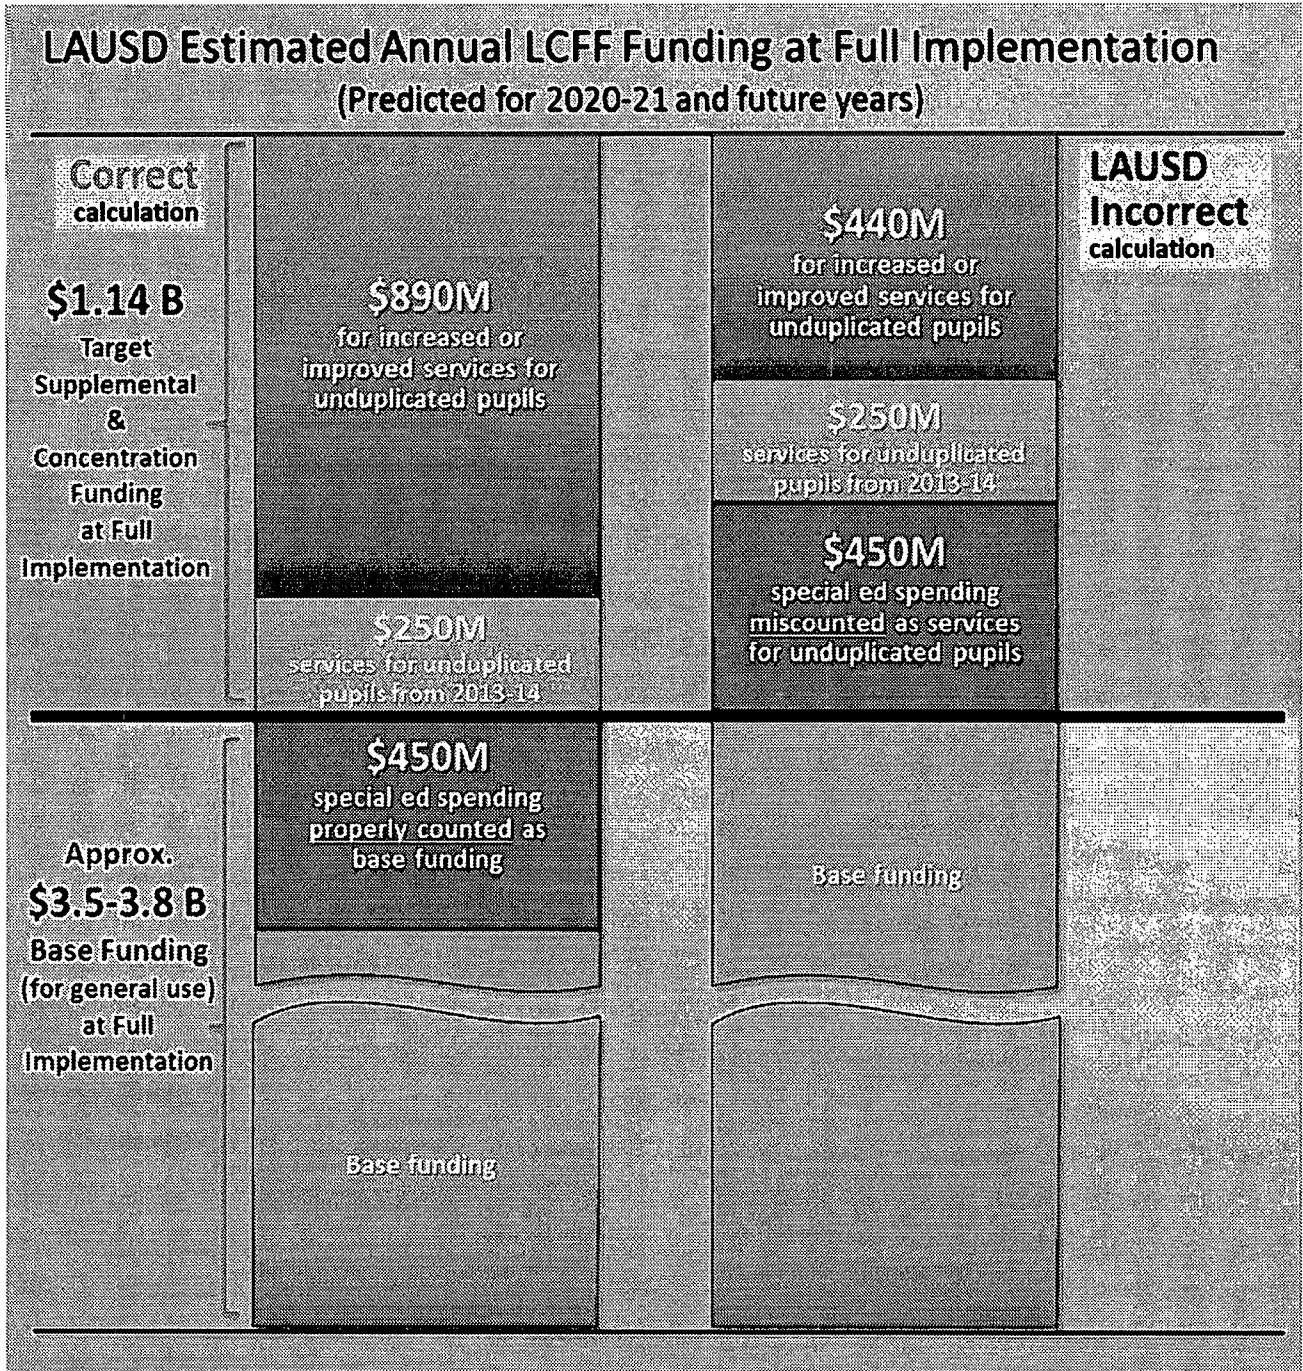 LAUSD Estimated Annual LCFF Funding at Full Implementation
(Predicted for 2020-21 and future years)
Correct
calculation
$1.14 B
Target
Supplemental
&
Concentration
Funding
at Full
Implementation
$890M
for increased or
improved services for
unduplicated pupils
$250M
services for unduplicated
pupils from 2013-14
$440M
for increased or
improved services for
unduplicated pupils
$250M
services for unduplicated
pupils from 2013-14
$450M
special ed spending
miscounted as services
for unduplicated pupils
LAUSD
Incorrect
calculation
Approx.
$3.5-3.8 B
Base Funding
(for general use)
at Full
Implementation
$450M
special ed spending
properly counted as
base funding
Base funding
Base funding